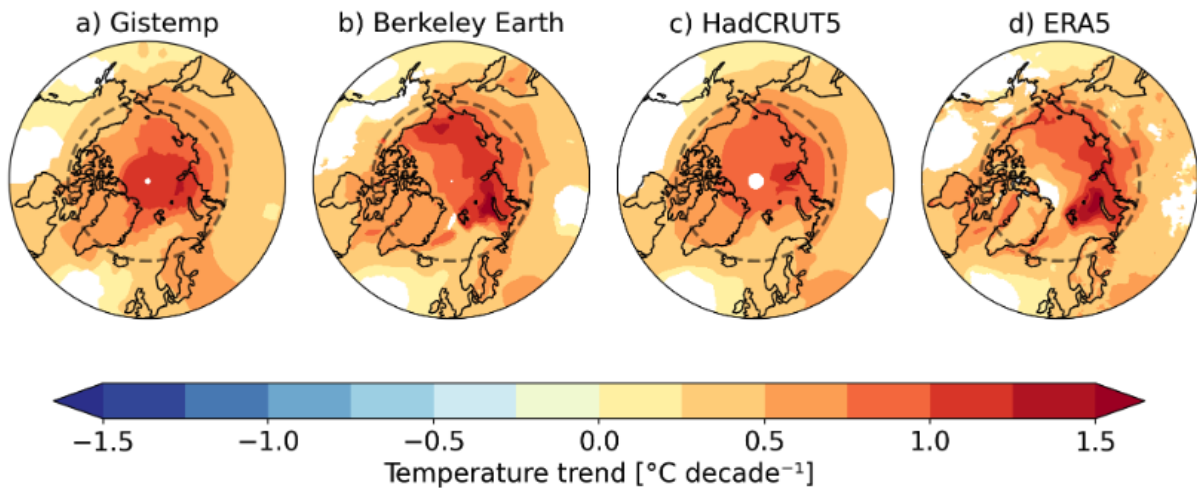 a) Gistemp b) Berkeley Earth c) HadCRUT5 d) ERA5
−1.5 −1.0 −0.5 0.0 0.5 1.0 1.5
Temperature trend [°C decade⁻¹]